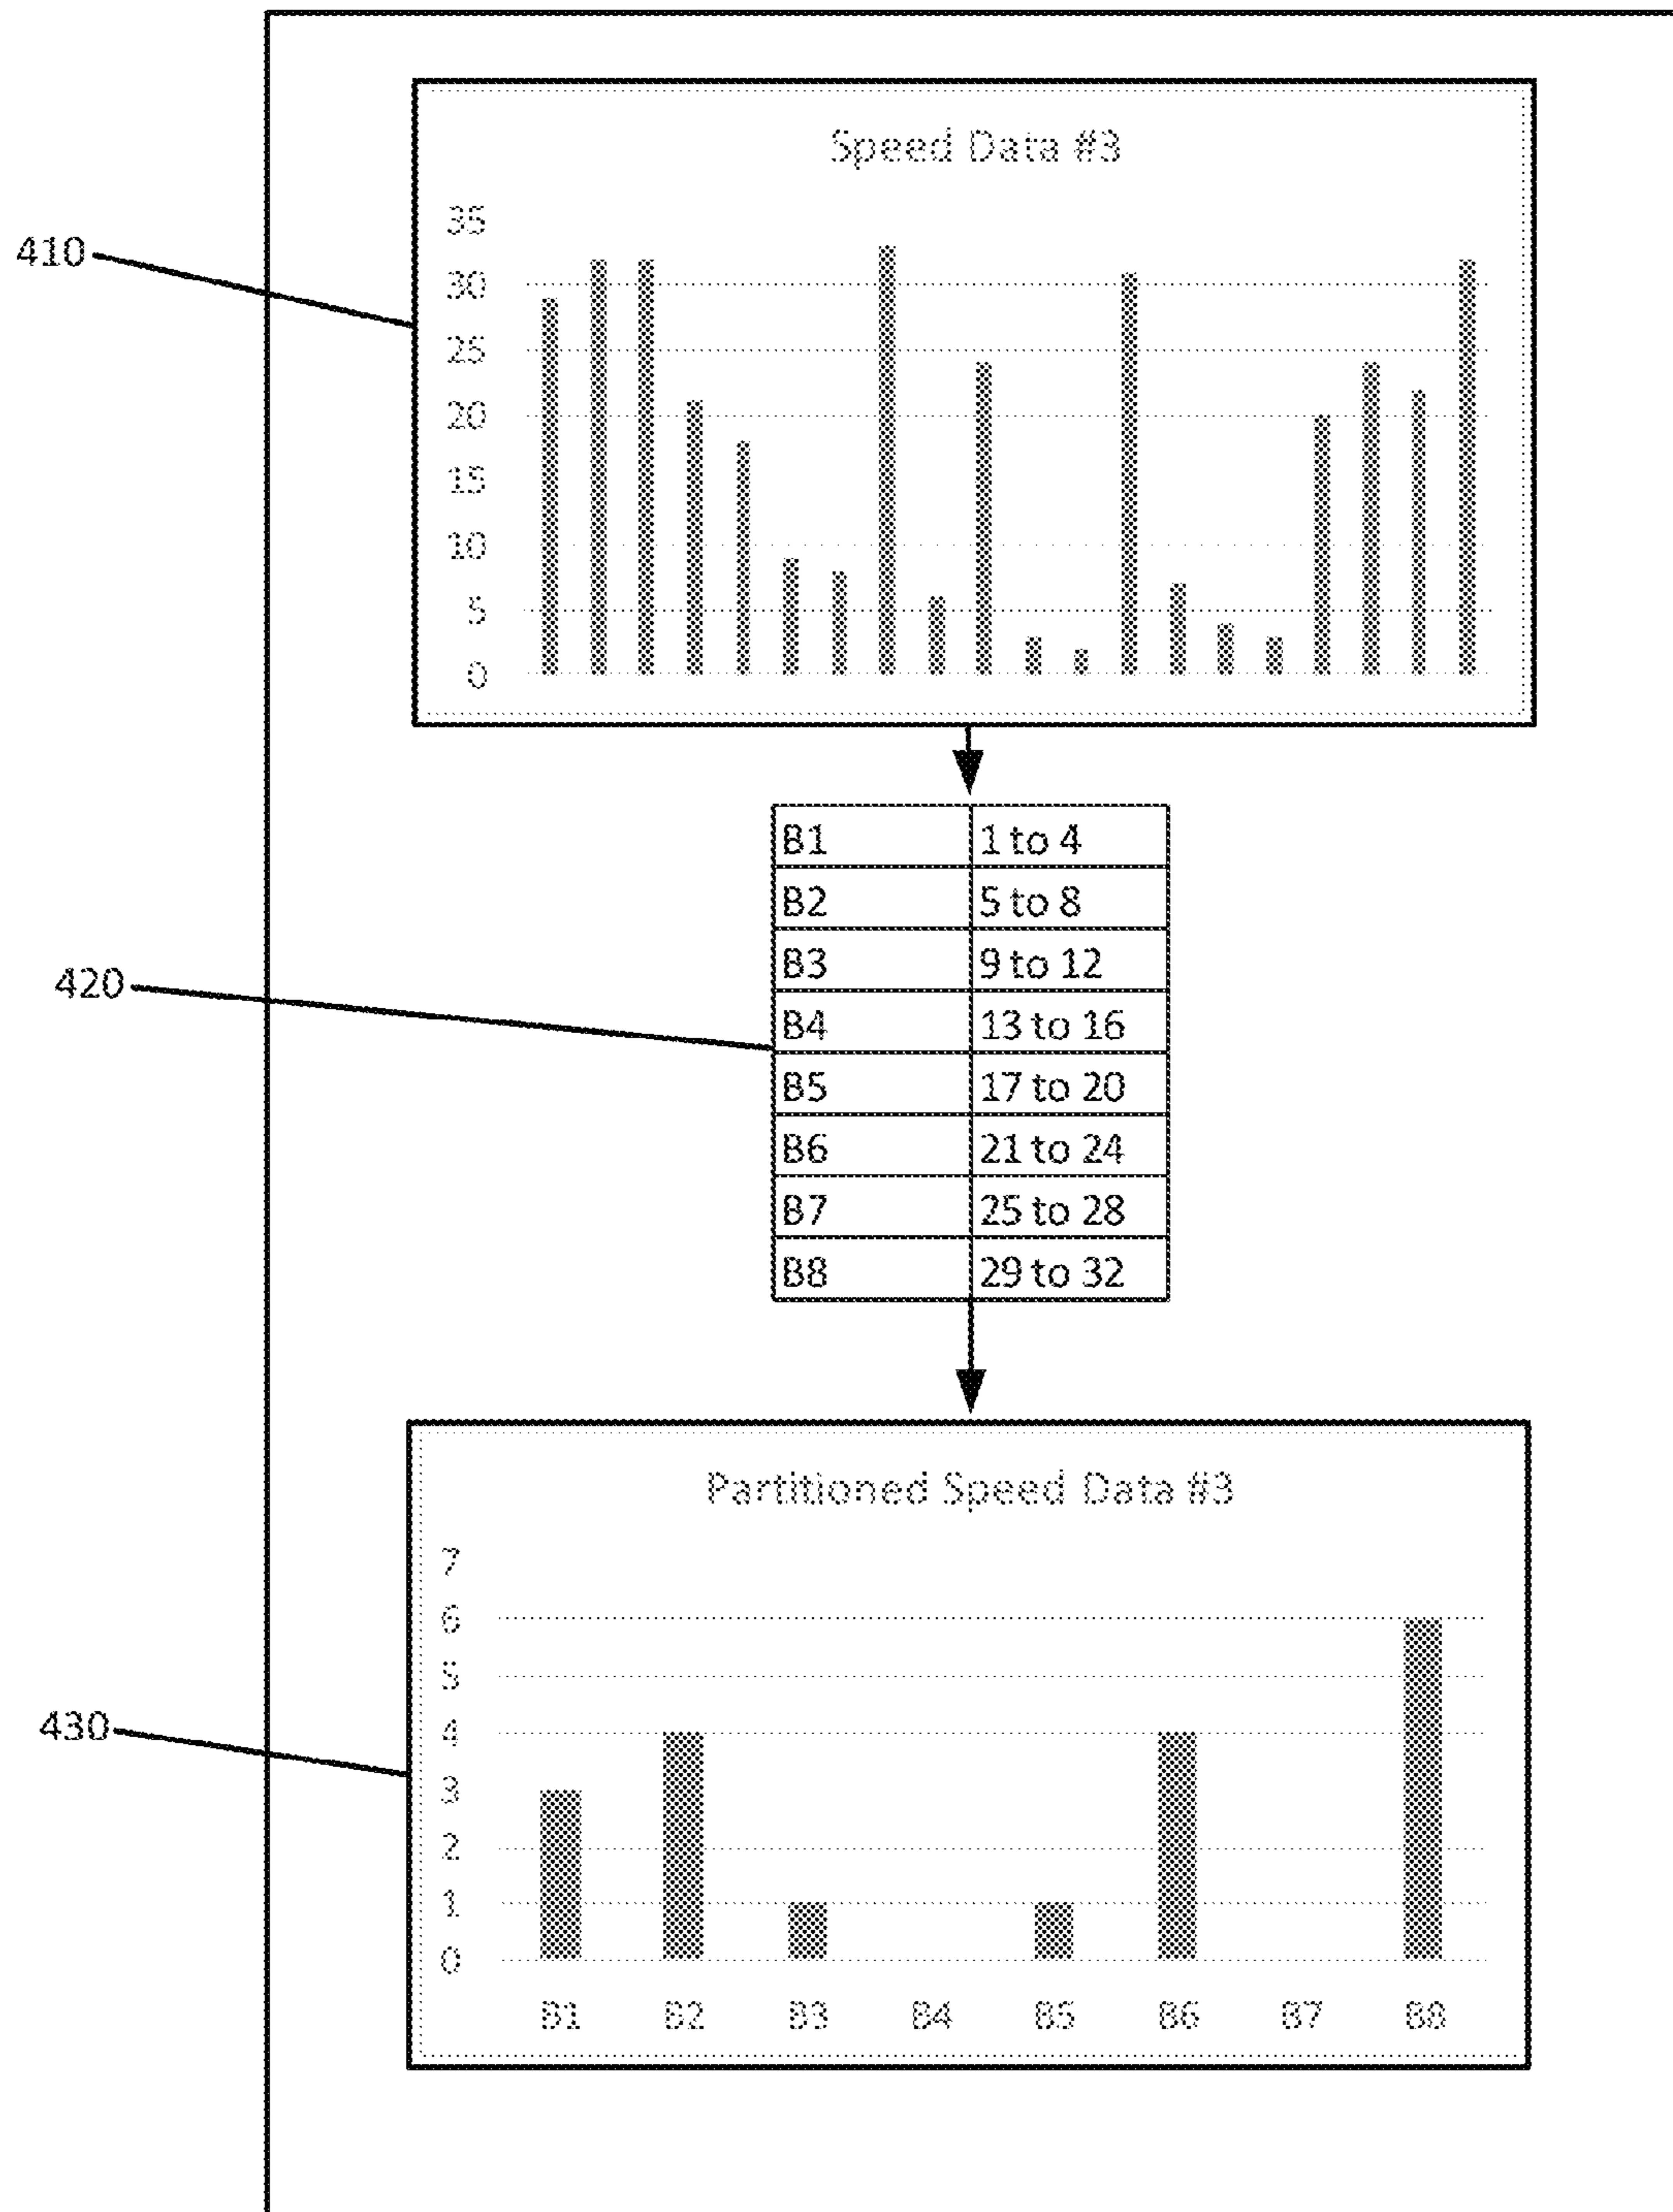 Speed Data #3
35
410
30
25
20
15
10
5
0
B1 1 to 4
B2 5 to 8
B3 9 to 12
420
B4 13 to 16
B5 17 to 20
B6 21 to 24
B7 25 to 28
B8 29 to 32
Partitioned Speed Data #3
7
6
5
430
4
3
2
1
0
B1 B2 B3 B4 B5 B6 B7 B8